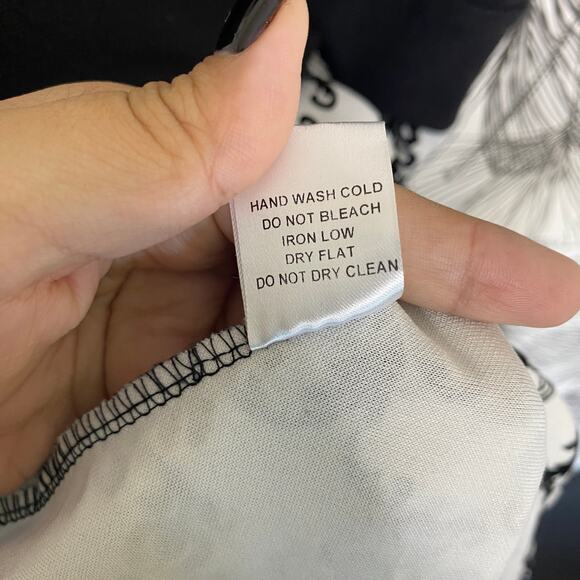 HAND WASH COLD
DO NOT BLEACH
IRON LOW
DRY FLAT
DO NOT DRY CLEAN